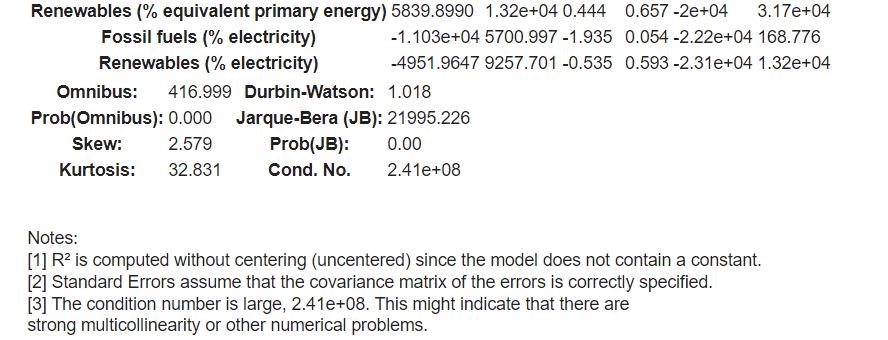 Renewables (% equivalent primary energy) 5839.8990 1.32e+04 0.444 0.657 -2e+04 3.17e+04
Fossil fuels (% electricity) -1.103e+04 5700.997 -1.935 0.054 -2.22e+04 168.776
Renewables (% electricity) -4951.9647 9257.701 -0.535 0.593 -2.31e+04 1.32e+04
Omnibus: 416.999 Durbin-Watson: 1.018
Prob(Omnibus): 0.000 Jarque-Bera (JB): 21995.226
Skew: 2.579 Prob(JB): 0.00
Kurtosis: 32.831 Cond. No. 2.41e+08
Notes:
[1] R² is computed without centering (uncentered) since the model does not contain a constant.
[2] Standard Errors assume that the covariance matrix of the errors is correctly specified.
[3] The condition number is large, 2.41e+08. This might indicate that there are
strong multicollinearity or other numerical problems.